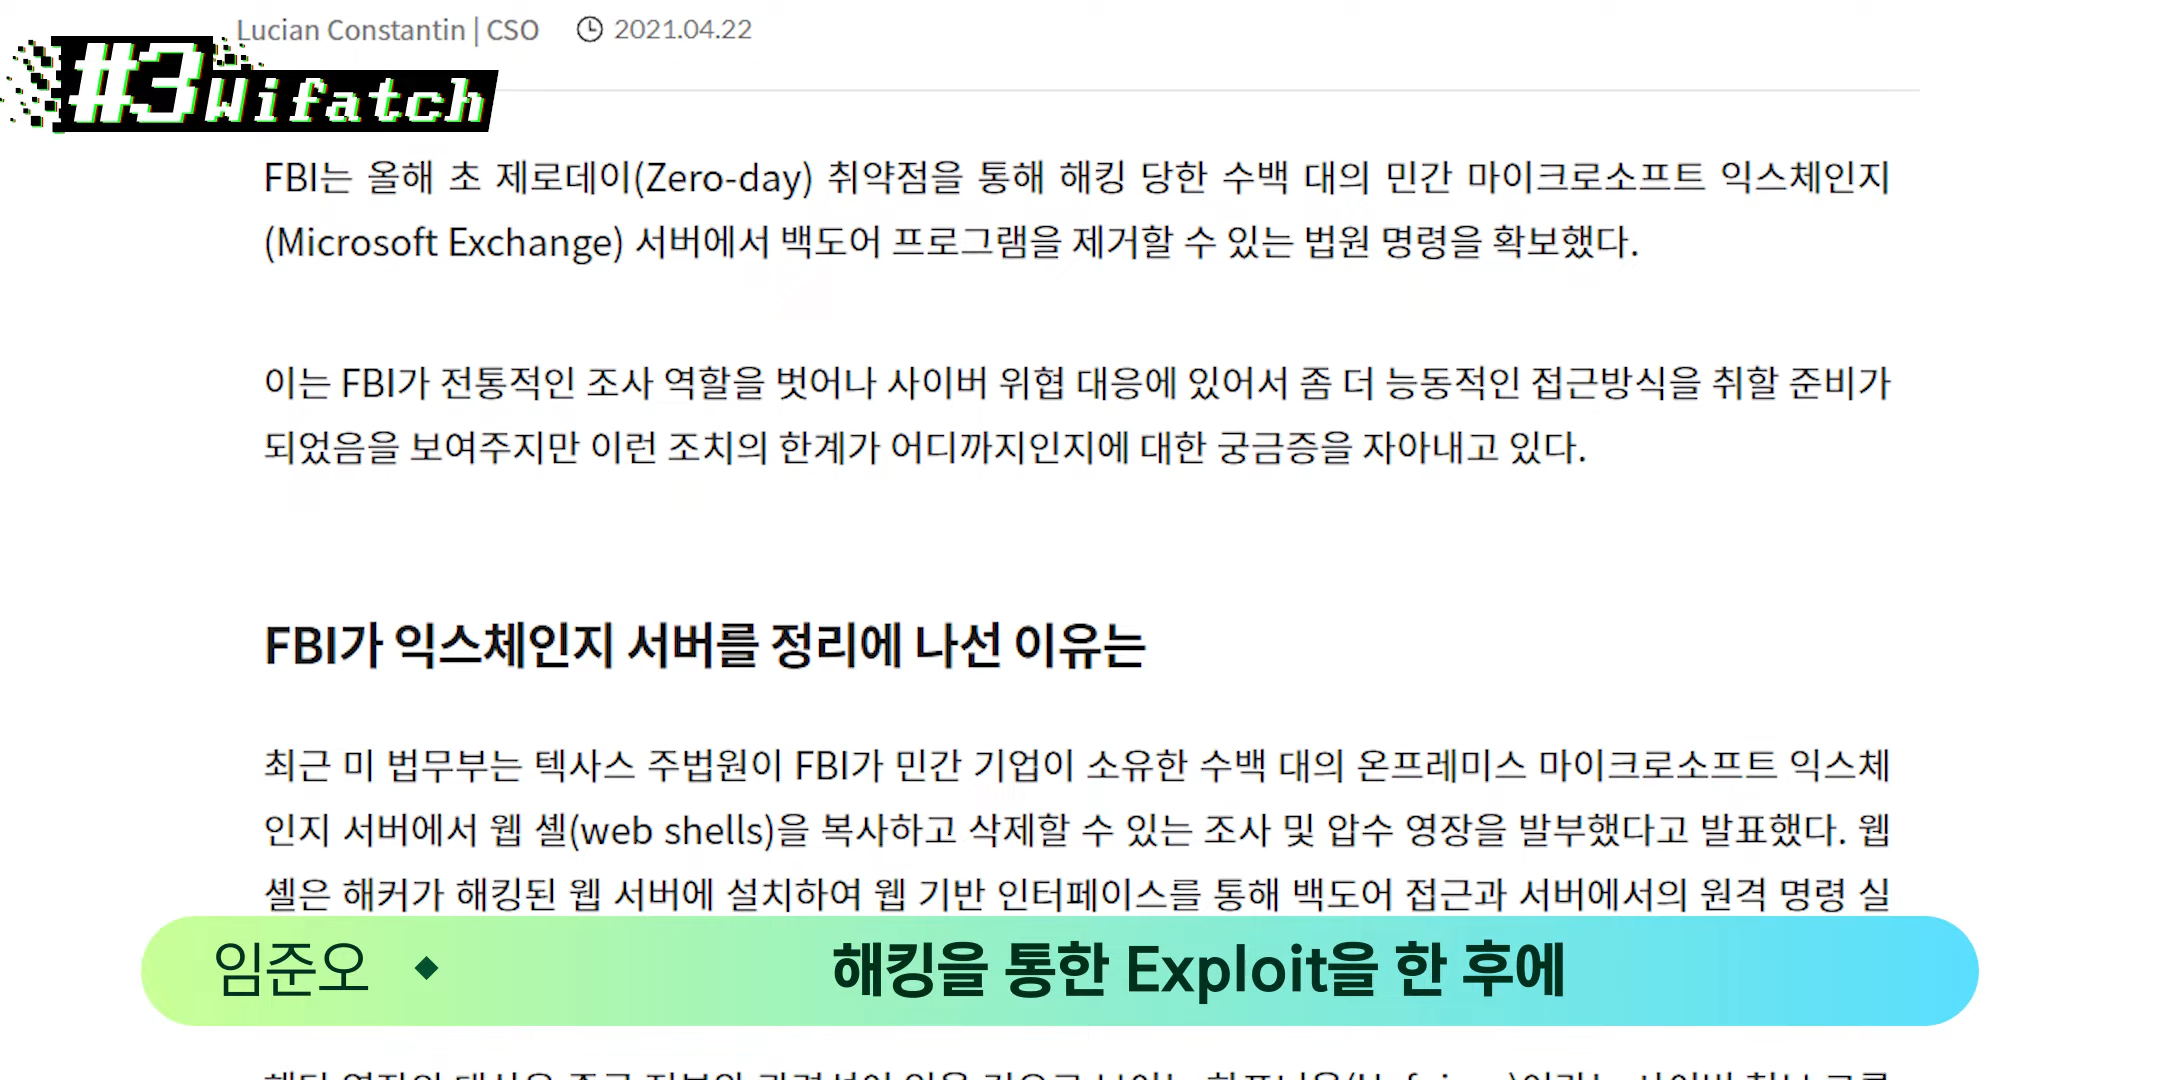 Lucian Constantin | CSO 2021.04.22
#3 Wifatch
FBI는 올해 초 제로데이(Zero-day) 취약점을 통해 해킹 당한 수백 대의 민간 마이크로소프트 익스체인지
(Microsoft Exchange) 서버에서 백도어 프로그램을 제거할 수 있는 법원 명령을 확보했다.
이는 FBI가 전통적인 조사 역할을 벗어나 사이버 위협 대응에 있어서 좀 더 능동적인 접근방식을 취할 준비가
되었음을 보여주지만 이런 조치의 한계가 어디까지인지에 대한 궁금증을 자아내고 있다.
FBI가 익스체인지 서버를 정리에 나선 이유는
최근 미 법무부는 텍사스 주법원이 FBI가 민간 기업이 소유한 수백 대의 온프레미스 마이크로소프트 익스체
인지 서버에서 웹 셸(web shells)을 복사하고 삭제할 수 있는 조사 및 압수 영장을 발부했다고 발표했다. 웹
셸은 해커가 해킹된 웹 서버에 설치하여 웹 기반 인터페이스를 통해 백도어 접근과 서버에서의 원격 명령 실
임준오 ◆ 해킹을 통한 Exploit을 한 후에